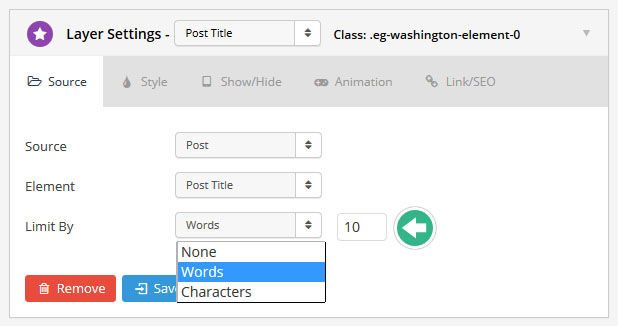 Layer Settings - Post Title Class: .eg-washington-element-0
Source Style Show/Hide Animation Link/SEO
Source Post
Element Post Title
Limit By Words 10
None
Words
Characters
Remove Save